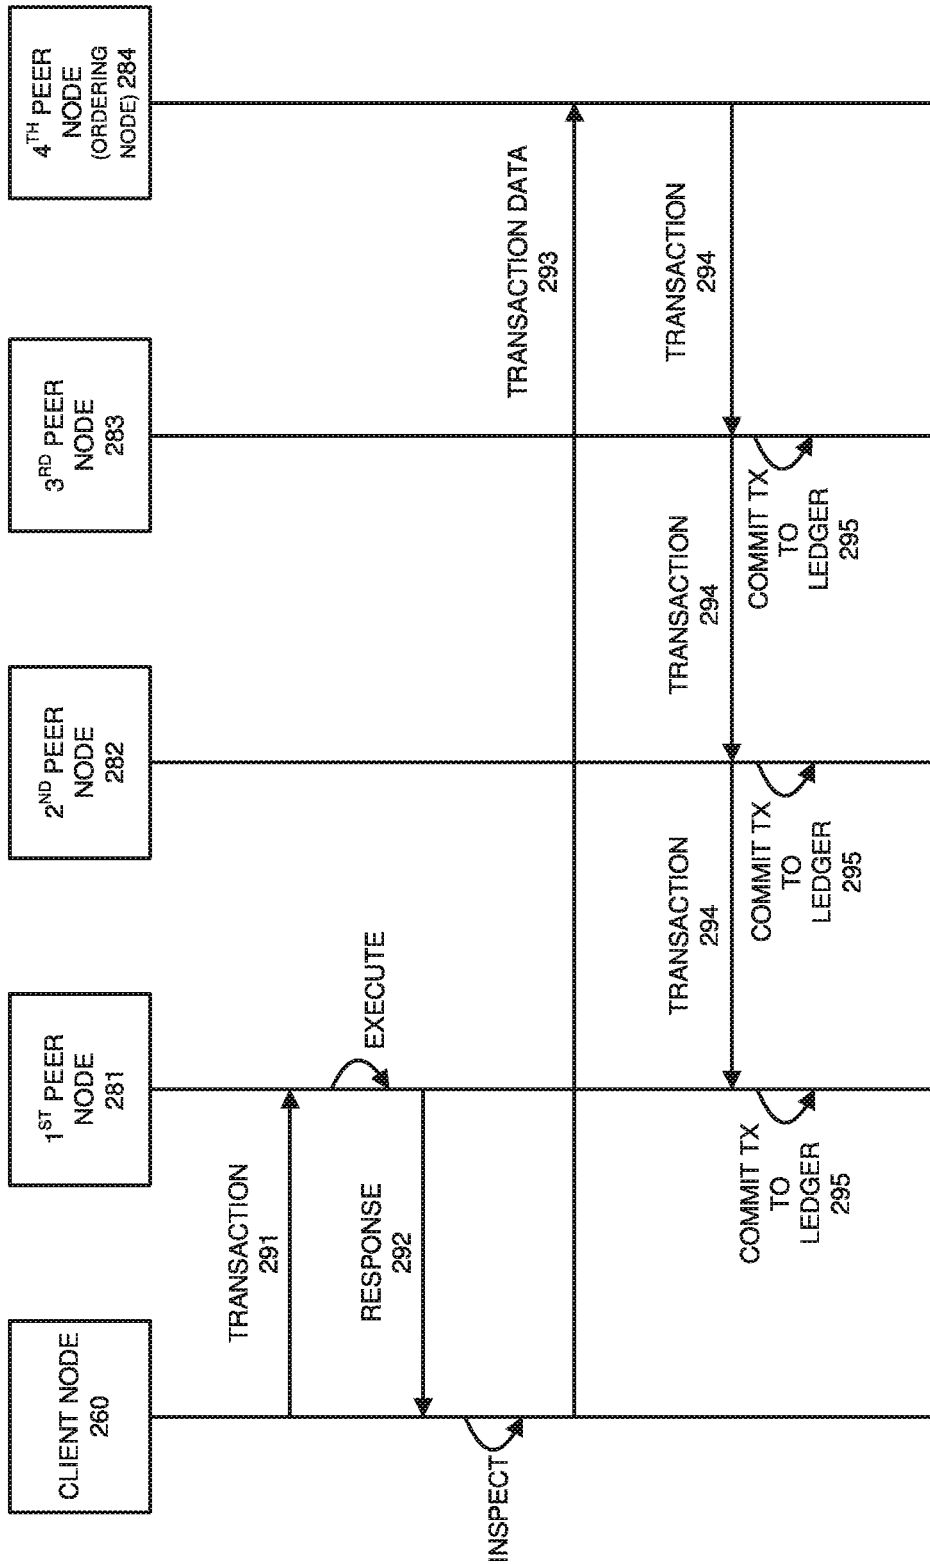 CLIENT NODE
260
1ST PEER
NODE
281
2ND PEER
NODE
282
3RD PEER
NODE
283
4TH PEER
NODE
(ORDERING
NODE) 284
TRANSACTION
291
EXECUTE
RESPONSE
292
INSPECT
TRANSACTION DATA
293
TRANSACTION
294
TRANSACTION
294
TRANSACTION
294
COMMIT TX
TO
LEDGER
295
COMMIT TX
TO
LEDGER
295
COMMIT TX
TO
LEDGER
295